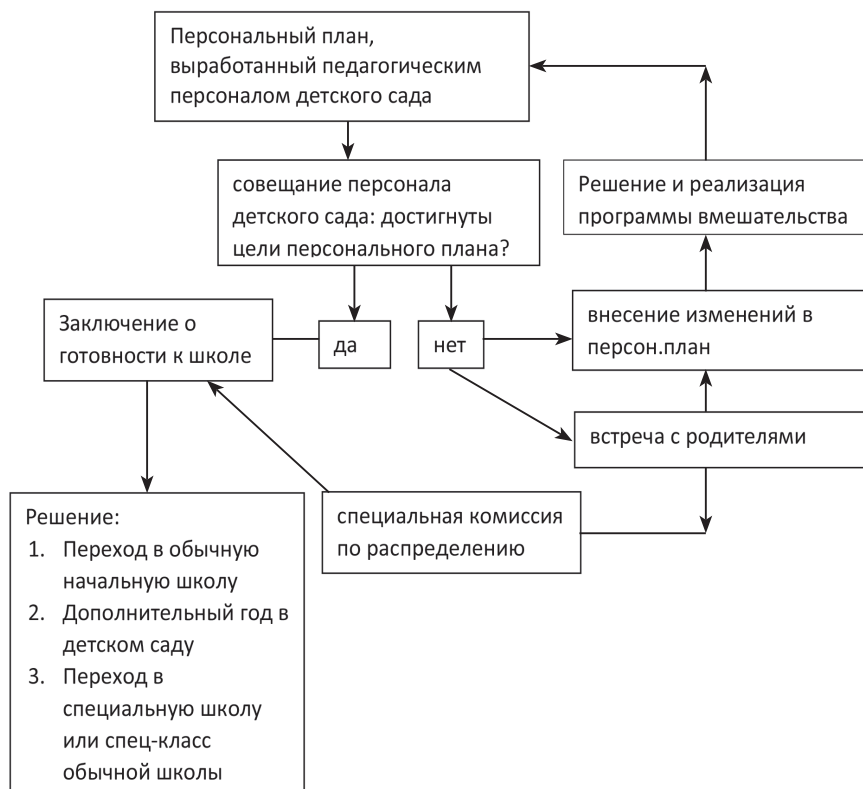 Персональный план,
выработанный педагогическим
персоналом детского сада
совещание персонала
детского сада: достигнуты
цели персонального плана?
Решение и реализация
программы вмешательства
Заключение о
готовности к школе
да
нет
внесение изменений в
персон.план
встреча с родителями
специальная комиссия
по распределению
Решение:
1. Переход в обычную
начальную школу
2. Дополнительный год в
детском саду
3. Переход в
специальную школу
или спец-класс
обычной школы